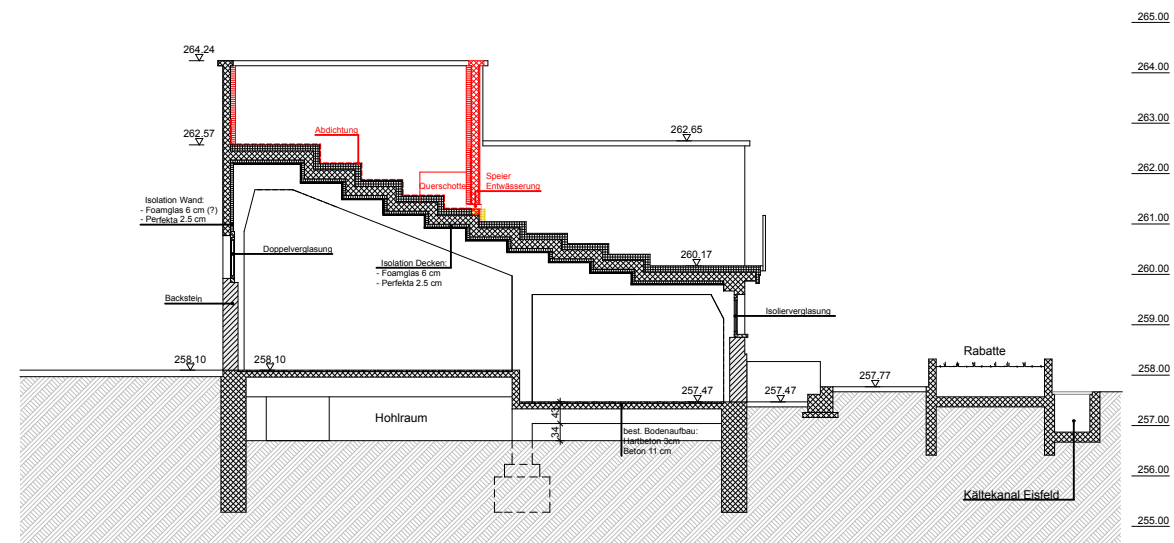 265.00
264.24
264.00
263.00
262.57
Abdichtung
262.65
262.00
Querschotte
Speier
Entwässerung
Isolation Wand:
- Foamglas 6 cm (?)
- Perfekta 2.5 cm
261.00
Doppelverglasung
Isolation Decken:
- Foamglas 6 cm
- Perfekta 2.5 cm
260.17
260.00
Backstein
Isolierverglasung
259.00
Rabatte
258.10
258.10
258.00
257.77
257.47
257.47
Hohlraum
43
34
best. Bodenaufbau:
Hartbeton 3cm
Beton 11 cm
257.00
256.00
Kältekanal Eisfeld
255.00